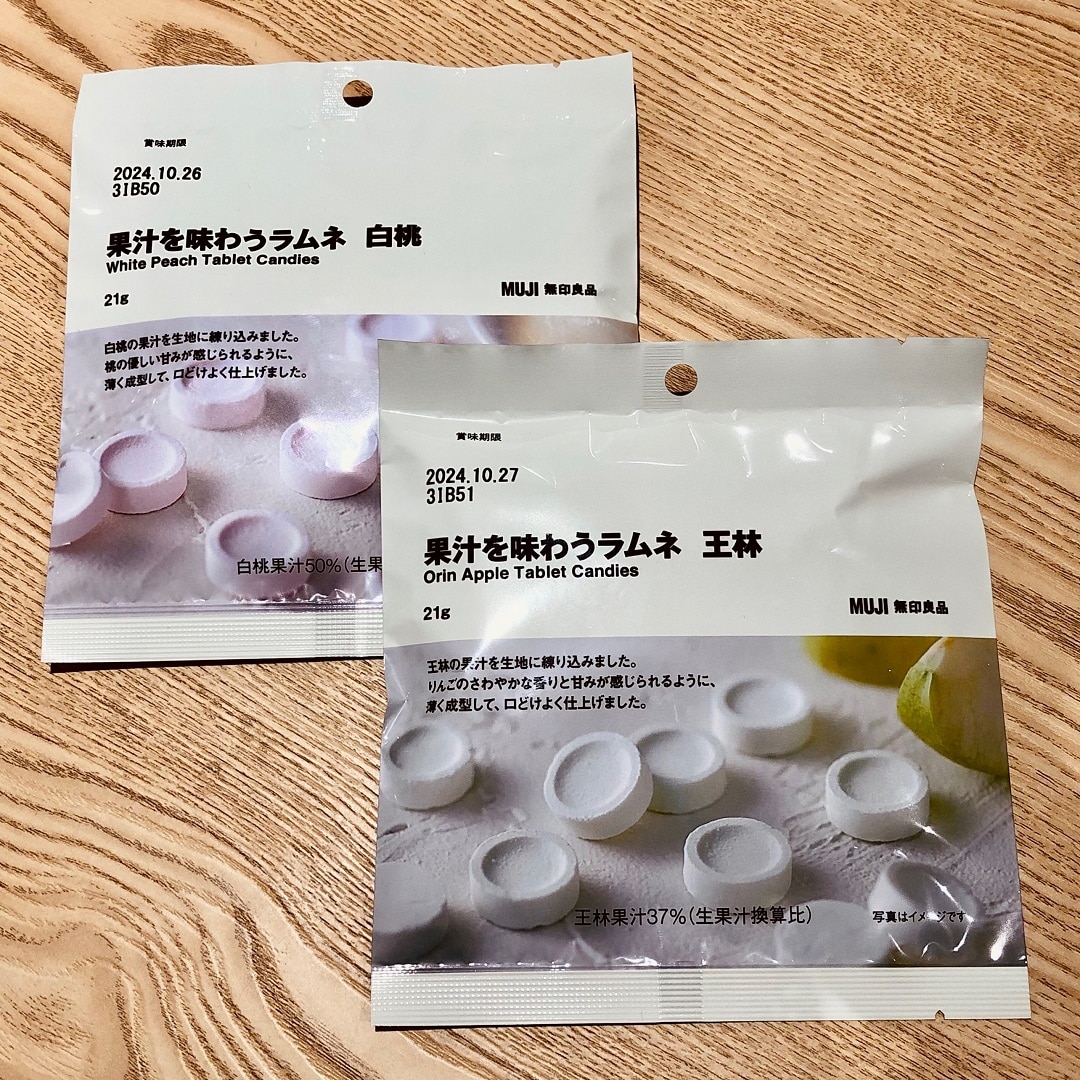 賞味期限
2024.10.26
3IB50
果汁を味わうラムネ 白桃
White Peach Tablet Candies
21g
MUJI 無印良品
白桃の果汁を生地に練り込みました。
桃の優しい甘みが感じられるように、
薄く成型して、口どけよく仕上げました。
白桃果汁50%(生果
賞味期限
2024.10.27
3IB51
果汁を味わうラムネ 王林
Orin Apple Tablet Candies
21g
MUJI 無印良品
王林の果汁を生地に練り込みました。
りんごのさわやかな香りと甘みが感じられるように、
薄く成型して、口どけよく仕上げました。
王林果汁37%(生果汁換算比)
写真はイメージです